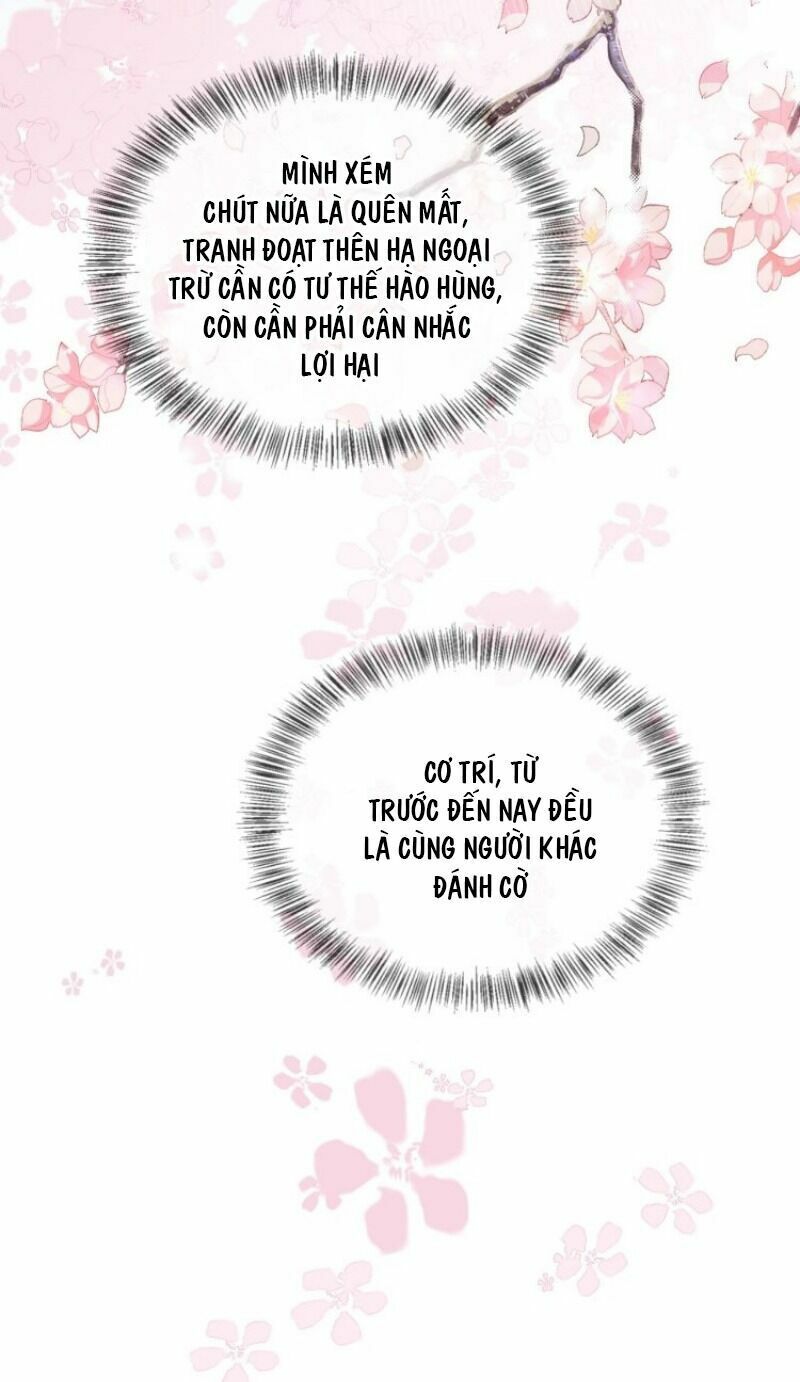 MÌNH XÉM
CHÚT NỮA LÀ QUÊN MẤT,
TRANH ĐOẠT THÊN HẠ NGOẠI
TRỪ CẦN CÓ TƯ THẾ HÀO HÙNG,
CÒN CẦN PHẢI CÂN NHẮC
LỢI HẠI
CƠ TRÍ, TỪ
TRƯỚC ĐẾN NAY ĐỀU
LÀ CÙNG NGƯỜI KHÁC
ĐÁNH CỜ